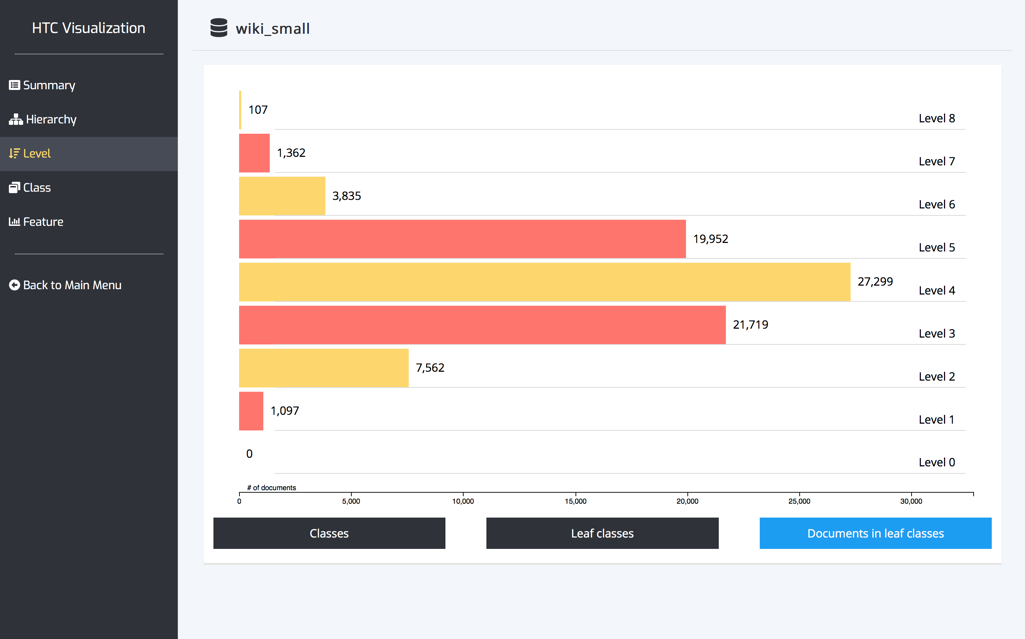 HTC Visualization
Summary
Hierarchy
Level
Class
Feature
Back to Main Menu
wiki_small
107
Level 8
1,362
Level 7
3,835
Level 6
19,952
Level 5
27,299
Level 4
21,719
Level 3
7,562
Level 2
1,097
Level 1
0
Level 0
# of documents
0 5,000 10,000 15,000 20,000 25,000 30,000
Classes
Leaf classes
Documents in leaf classes